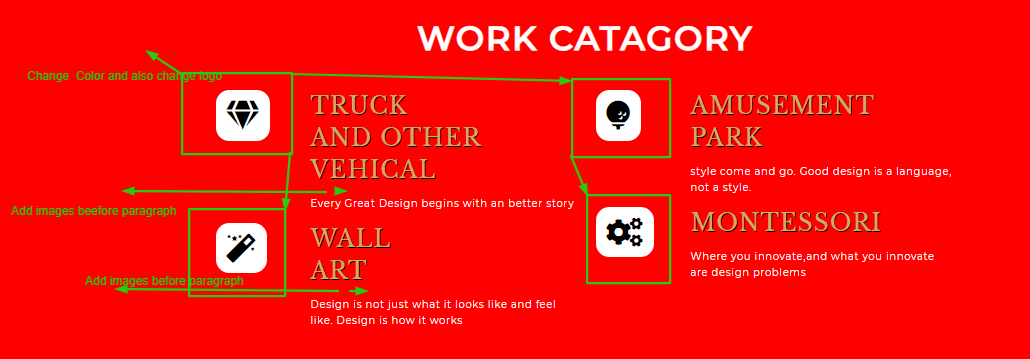 WORK CATAGORY
Change  Color and also change logo
TRUCK
AND OTHER
VEHICAL
Every Great Design begins with an better story
AMUSEMENT
PARK
style come and go. Good design is a language,
not a style.
Add images beefore paragraph
WALL
ART
Design is not just what it looks like and feel
like. Design is how it works
Add images before paragraph
MONTESSORI
Where you innovate,and what you innovate
are design problems